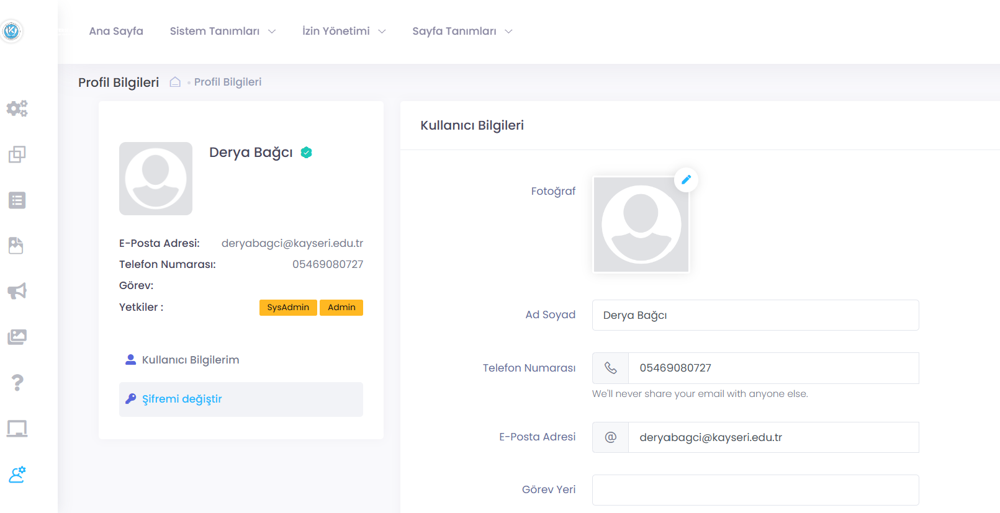 Ana Sayfa Sistem Tanımları İzin Yönetimi Sayfa Tanımları
Profil Bilgileri Profil Bilgileri
Derya Bağcı
E-Posta Adresi: deryabagci@kayseri.edu.tr
Telefon Numarası: 05469080727
Görev:
Yetkiler : SysAdmin Admin
Kullanıcı Bilgilerim
Şifremi değiştir
Kullanıcı Bilgileri
Fotoğraf
Ad Soyad Derya Bağcı
Telefon Numarası 05469080727
We'll never share your email with anyone else.
E-Posta Adresi @ deryabagci@kayseri.edu.tr
Görev Yeri